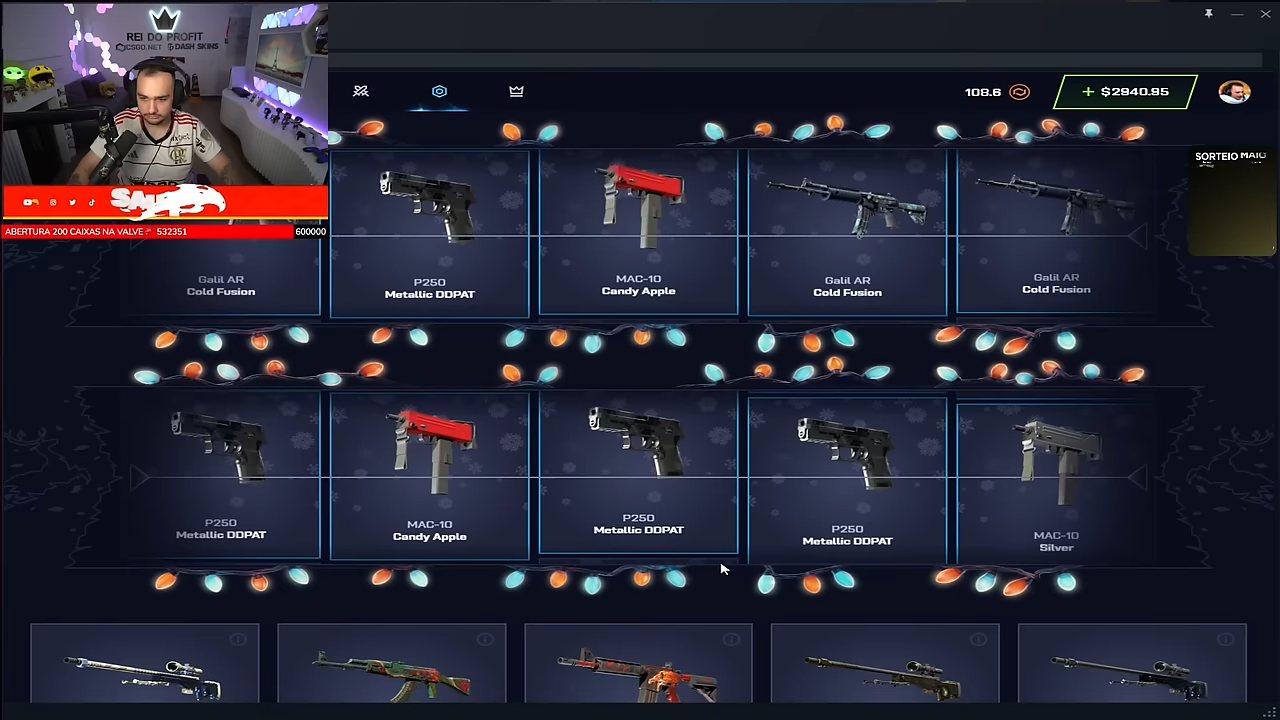 REI DO PROFIT
CSGO.NET DASH SKINS
108.6
+ $2940.95
SORTEIO MAIO
ABERTURA 200 CAIXAS NA VALVE 532351
600000
Galil AR
Cold Fusion
P250
Metallic DDPAT
MAC-10
Candy Apple
Galil AR
Cold Fusion
Galil AR
Cold Fusion
P250
Metallic DDPAT
MAC-10
Candy Apple
P250
Metallic DDPAT
P250
Metallic DDPAT
MAC-10
Silver